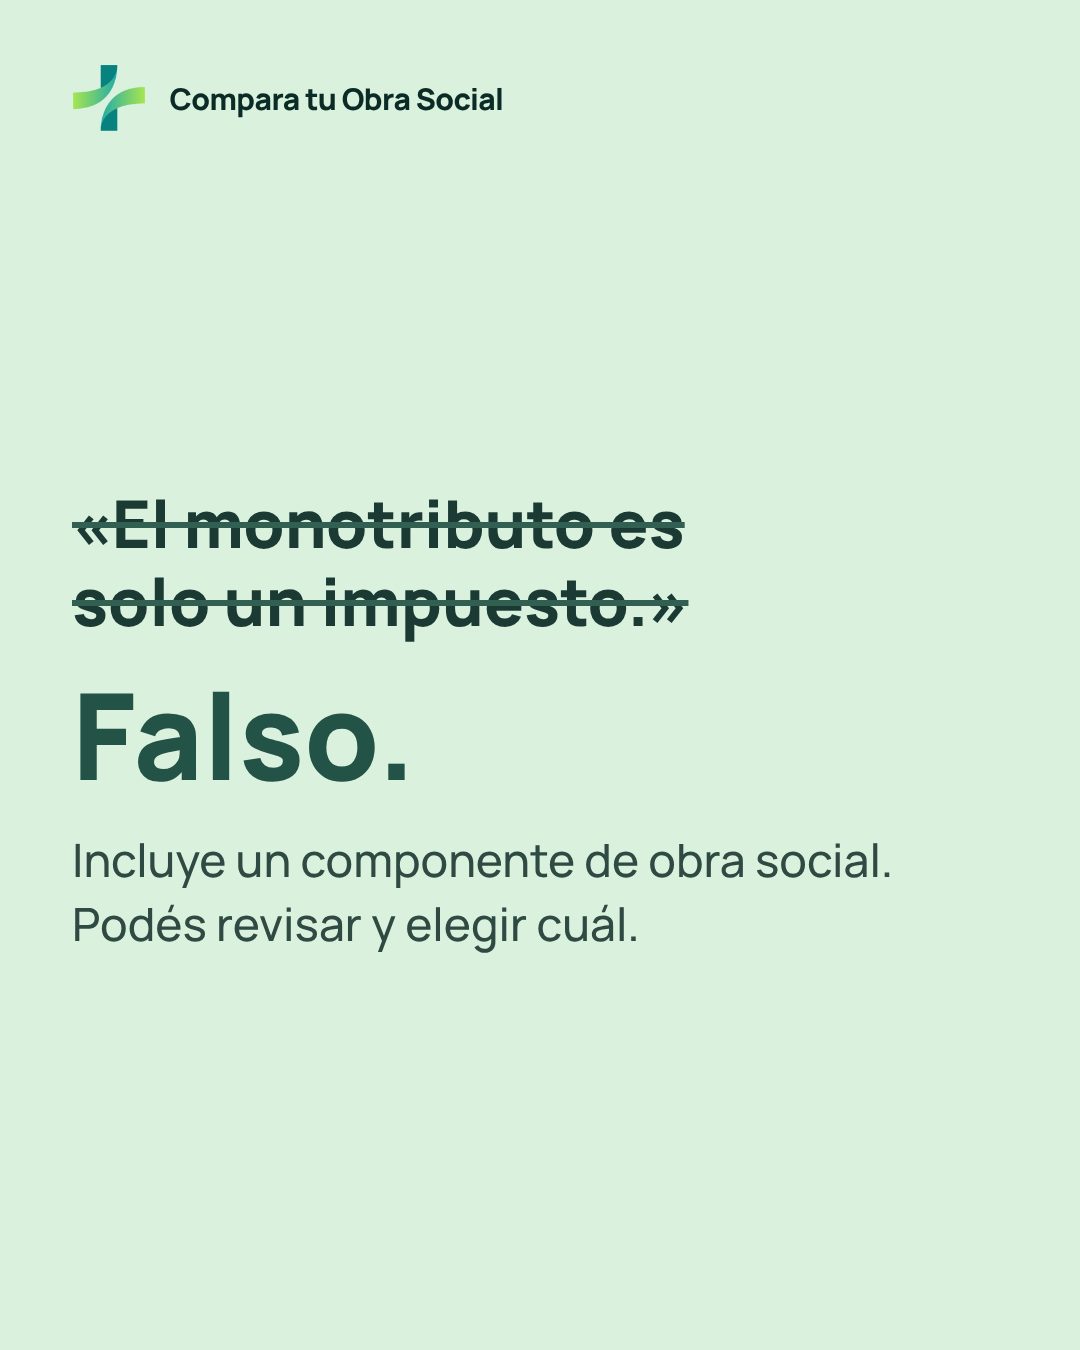 Compara tu Obra Social
«El monotributo es
solo un impuesto.»
Falso.
Incluye un componente de obra social.
Podés revisar y elegir cuál.